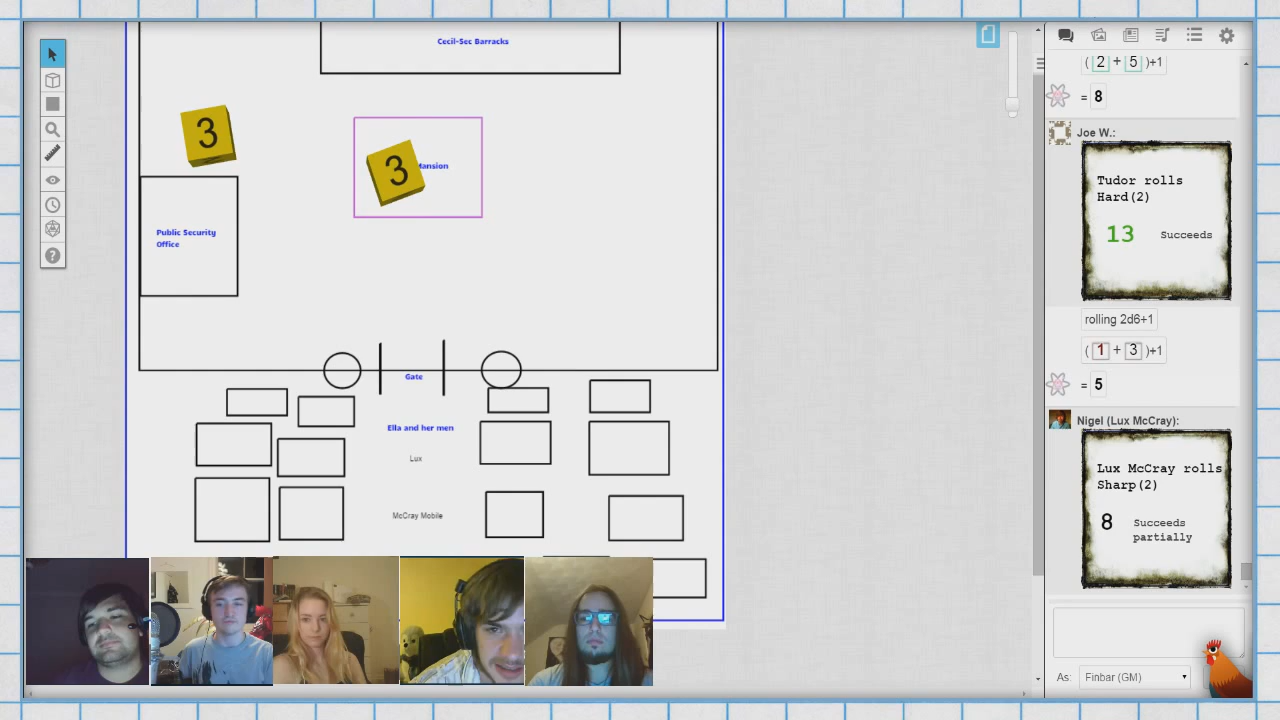 Cecil-Sec Barracks
3
3
Mansion
Public Security
Office
Gate
Ella and her men
Lux
McCray Mobile
(2 + 5)+1
= 8
Joe W.:
Tudor rolls
Hard(2)
13 Succeeds
rolling 2d6+1
(1 + 3)+1
= 5
Nigel (Lux McCray):
Lux McCray rolls
Sharp(2)
8 Succeeds
partially
As: Finbar (GM)